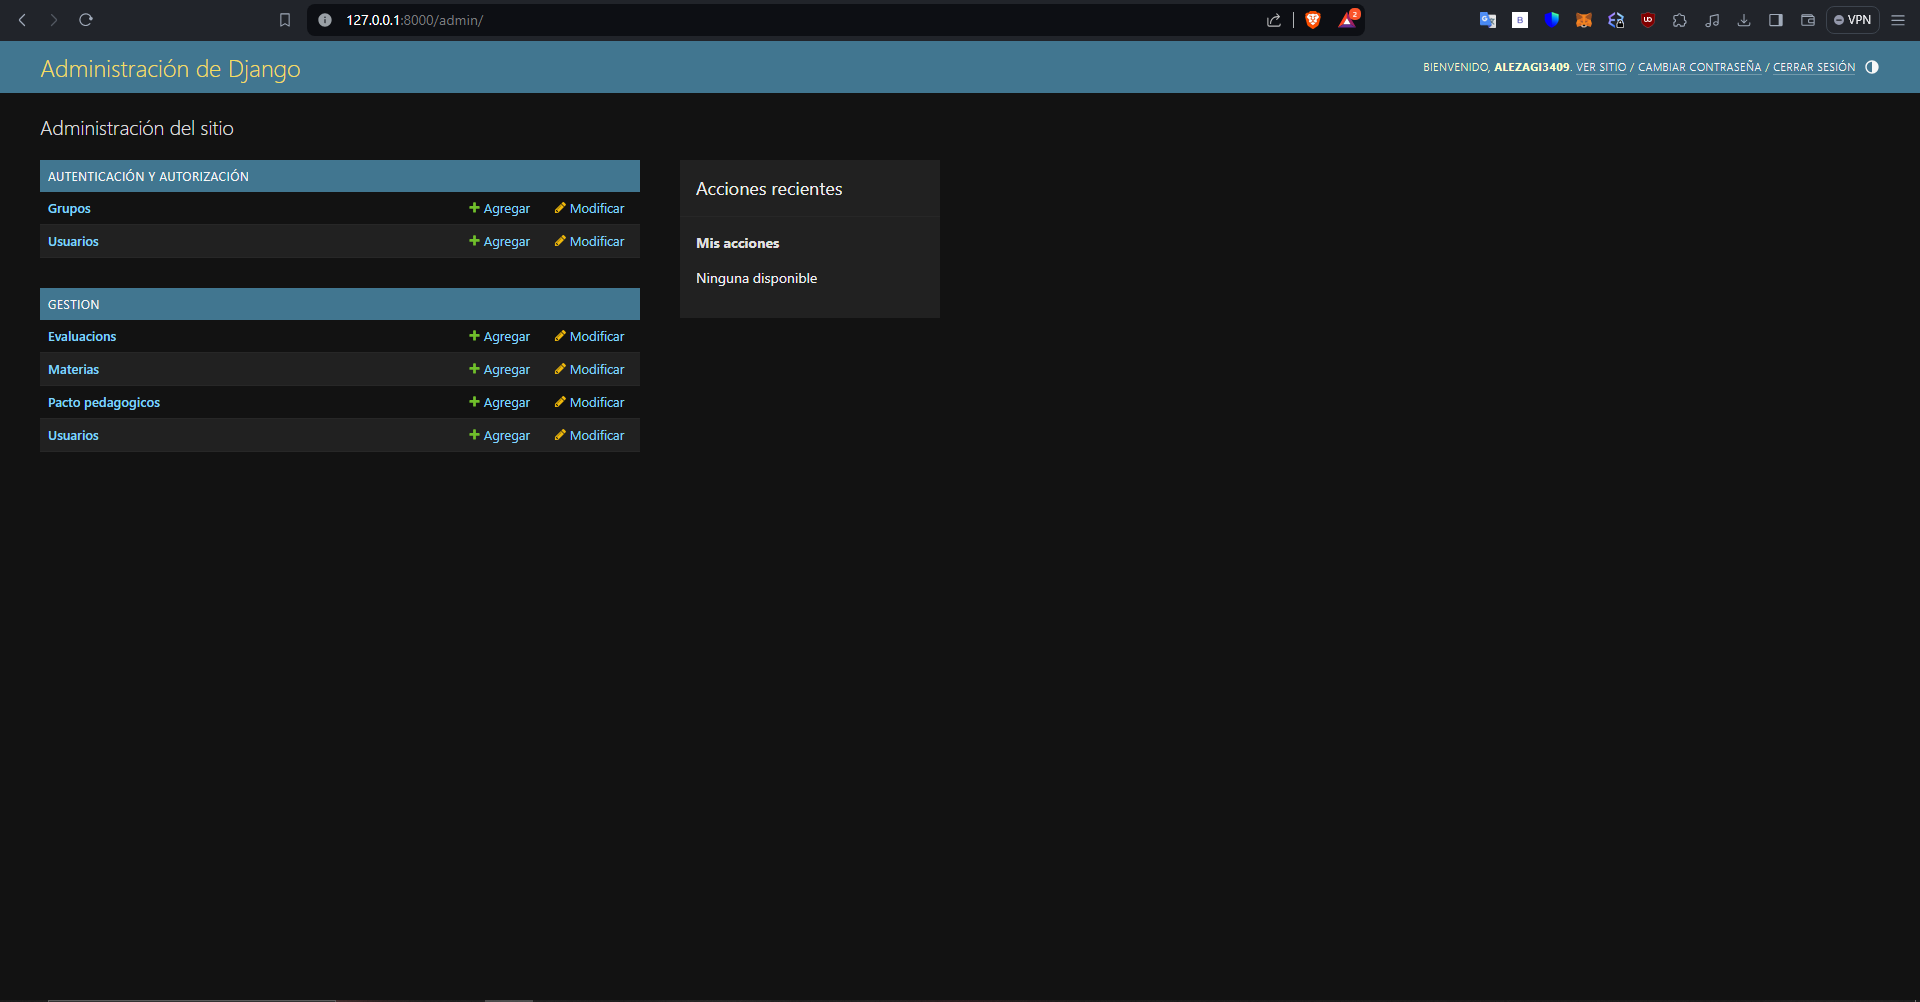 127.0.0.1:8000/admin/
2
B
UD
VPN
Administración de Django
BIENVENIDO, ALEZAGI3409. VER SITIO / CAMBIAR CONTRASEÑA / CERRAR SESIÓN
Administración del sitio
AUTENTICACIÓN Y AUTORIZACIÓN
Grupos Agregar Modificar
Usuarios Agregar Modificar
GESTION
Evaluacions Agregar Modificar
Materias Agregar Modificar
Pacto pedagogicos Agregar Modificar
Usuarios Agregar Modificar
Acciones recientes
Mis acciones
Ninguna disponible